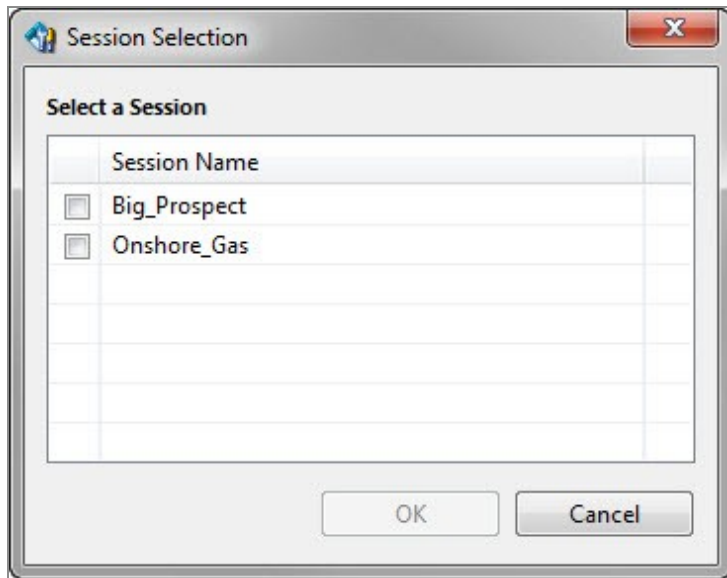 Session Selection
Select a Session
Session Name
Big_Prospect
Onshore_Gas
OK Cancel